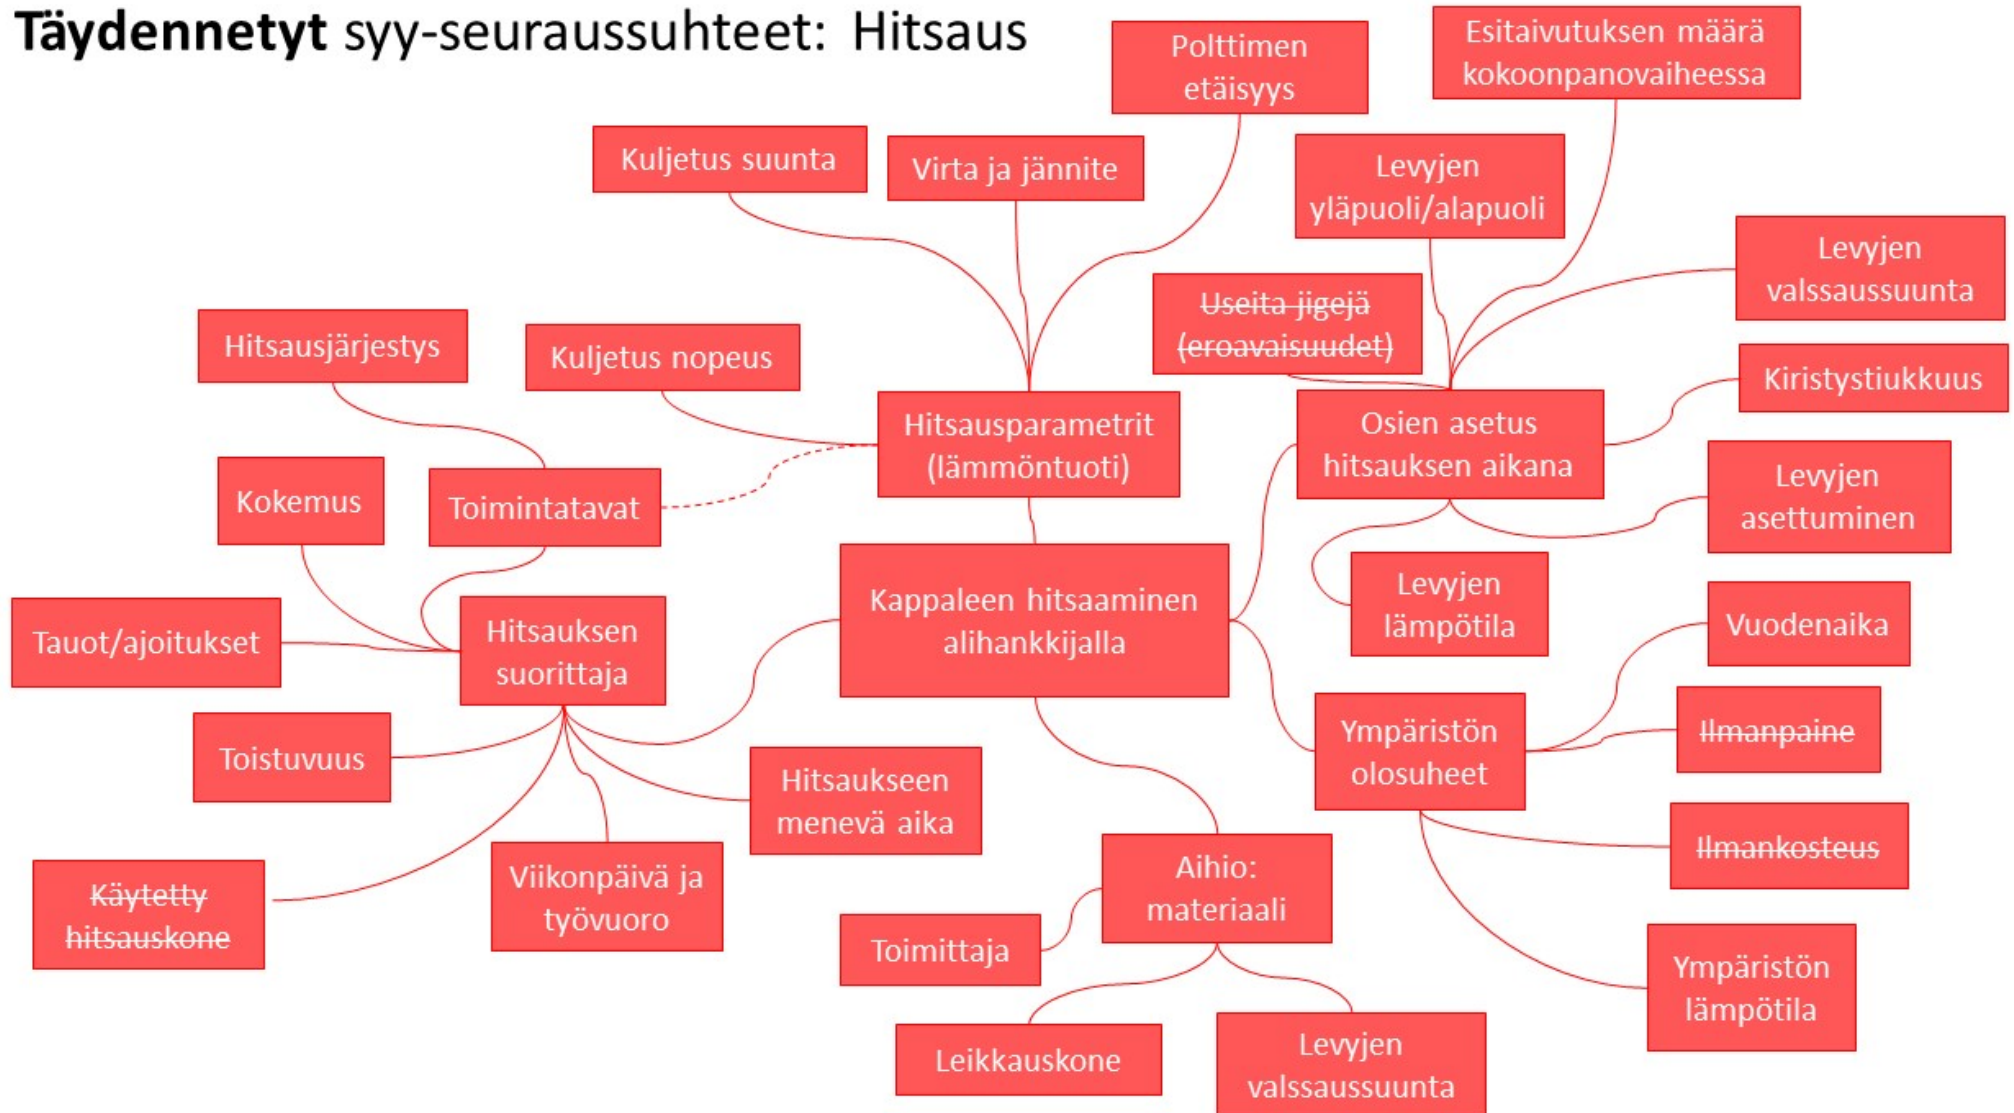 Täydennetyt syy-seuraussuhteet: Hitsaus
Polttimen
etäisyys
Esitaivutuksen määrä
kokoonpanovaiheessa
Kuljetus suunta
Virta ja jännite
Levyjen
yläpuoli/alapuoli
Levyjen
valssaussuunta
Useita jigejä
(eroavaisuudet)
Hitsausjärjestys
Kuljetus nopeus
Kiristystiukkuus
Hitsausparametrit
(lämmöntuoti)
Osien asetus
hitsauksen aikana
Levyjen
asettuminen
Kokemus
Toimintatavat
Kappaleen hitsaaminen
alihankkijalla
Levyjen
lämpötila
Vuodenaika
Tauot/ajoitukset
Hitsauksen
suorittaja
Ympäristön
olosuheet
Ilmanpaine
Toistuvuus
Hitsaukseen
menevä aika
Ilmankosteus
Käytetty
hitsauskone
Viikonpäivä ja
työvuoro
Aihio:
materiaali
Toimittaja
Ympäristön
lämpötila
Leikkauskone
Levyjen
valssaussuunta